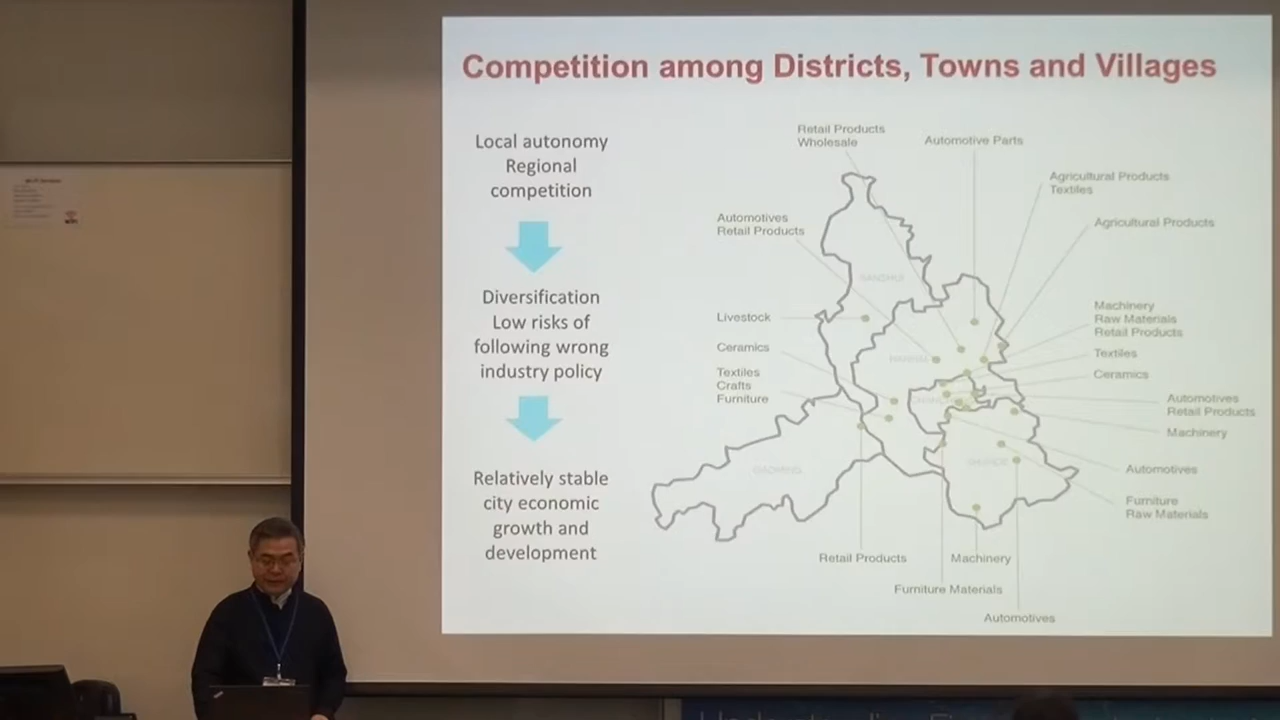 Competition among Districts, Towns and Villages
Local autonomy
Regional
competition
Diversification
Low risks of
following wrong
industry policy
Relatively stable
city economic
growth and
development
Retail Products
Wholesale
Automotive Parts
Agricultural Products
Textiles
Automotives
Retail Products
Agricultural Products
SANSHUI
Livestock
Machinery
Raw Materials
Retail Products
Ceramics
Textiles
Textiles
Crafts
Furniture
Ceramics
Automotives
Retail Products
Machinery
GAOMING
Automotives
Furniture
Raw Materials
Retail Products
Machinery
Furniture Materials
Automotives